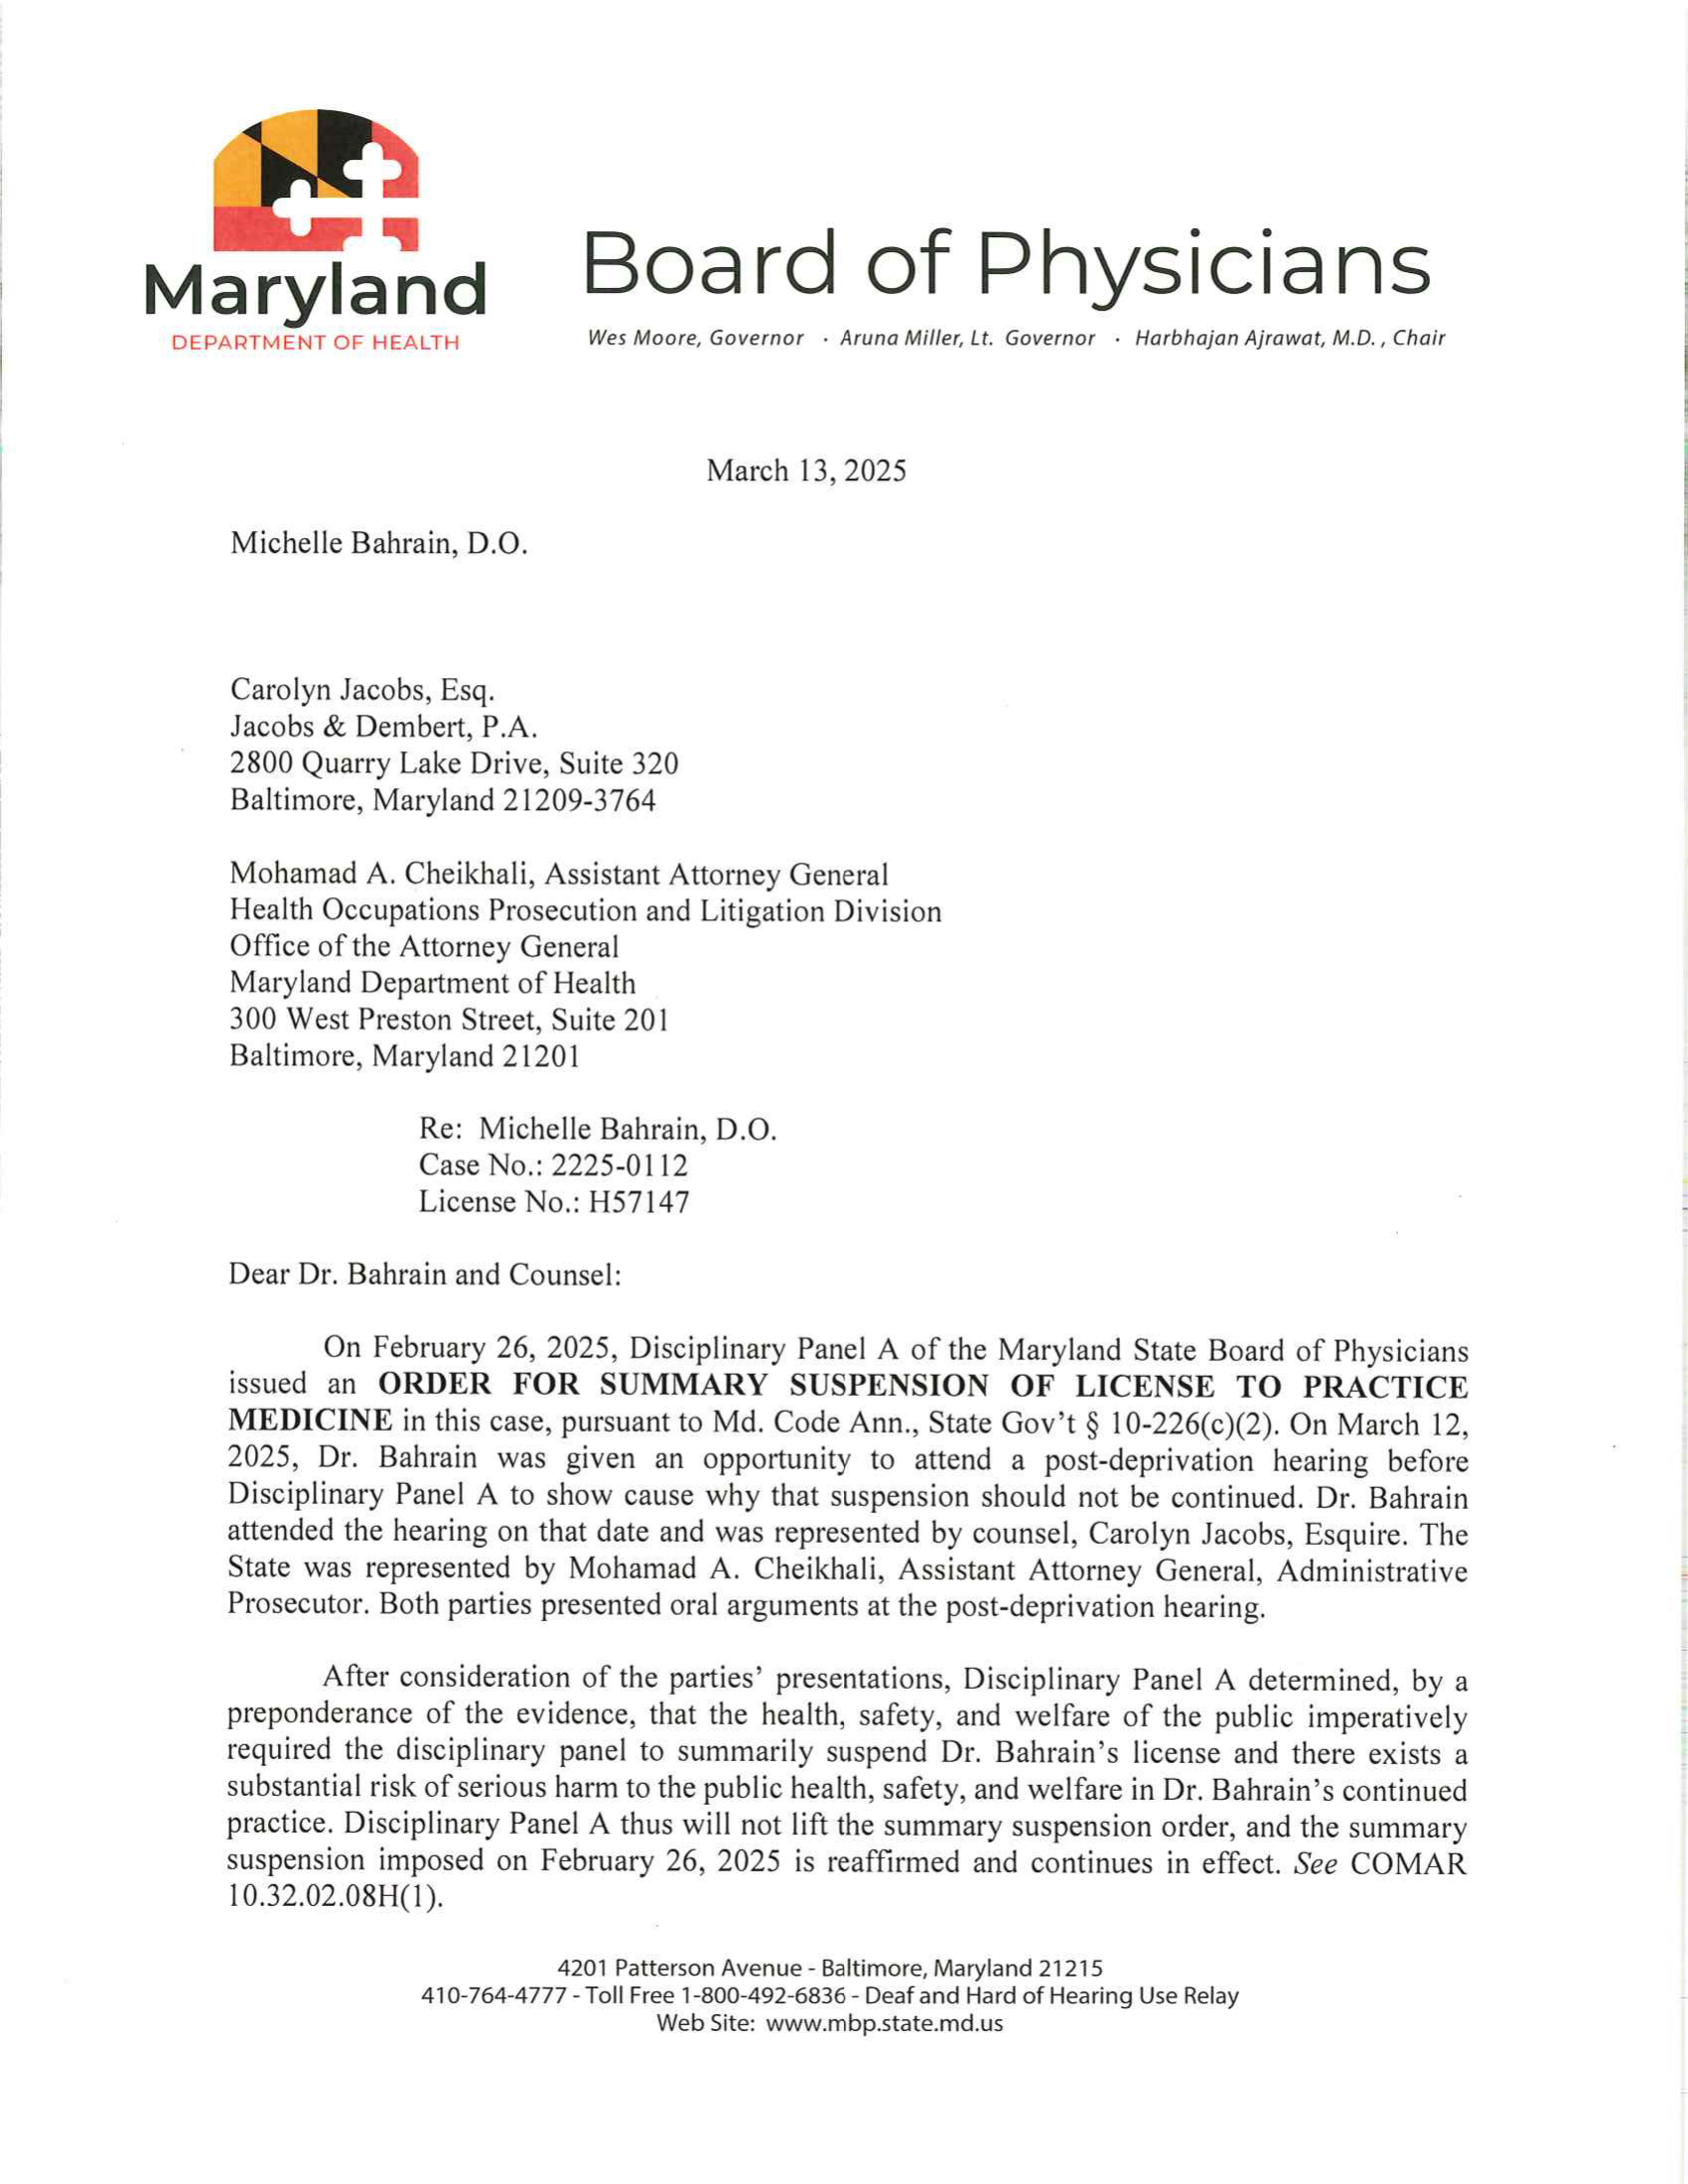 Maryland
DEPARTMENT OF HEALTH
Board of Physicians
Wes Moore, Governor · Aruna Miller, Lt. Governor · Harbhajan Ajrawat, M.D. , Chair
March 13, 2025
Michelle Bahrain, D.O.
Carolyn Jacobs, Esq.
Jacobs & Dembert, P.A.
2800 Quarry Lake Drive, Suite 320
Baltimore, Maryland 21209-3764
Mohamad A. Cheikhali, Assistant Attorney General
Health Occupations Prosecution and Litigation Division
Office of the Attorney General
Maryland Department of Health
300 West Preston Street, Suite 201
Baltimore, Maryland 21201
Re: Michelle Bahrain, D.O.
Case No.: 2225-0112
License No.: H57147
Dear Dr. Bahrain and Counsel:
On February 26, 2025, Disciplinary Panel A of the Maryland State Board of Physicians
issued an ORDER FOR SUMMARY SUSPENSION OF LICENSE TO PRACTICE
MEDICINE in this case, pursuant to Md. Code Ann., State Gov't § 10-226(c)(2). On March 12,
2025, Dr. Bahrain was given an opportunity to attend a post-deprivation hearing before
Disciplinary Panel A to show cause why that suspension should not be continued. Dr. Bahrain
attended the hearing on that date and was represented by counsel, Carolyn Jacobs, Esquire. The
State was represented by Mohamad A. Cheikhali, Assistant Attorney General, Administrative
Prosecutor. Both parties presented oral arguments at the post-deprivation hearing.
After consideration of the parties' presentations, Disciplinary Panel A determined, by a
preponderance of the evidence, that the health, safety, and welfare of the public imperatively
required the disciplinary panel to summarily suspend Dr. Bahrain's license and there exists a
substantial risk of serious harm to the public health, safety, and welfare in Dr. Bahrain's continued
practice. Disciplinary Panel A thus will not lift the summary suspension order, and the summary
suspension imposed on February 26, 2025 is reaffirmed and continues in effect. See COMAR
10.32.02.08H(1).
4201 Patterson Avenue - Baltimore, Maryland 21215
410-764-4777 - Toll Free 1-800-492-6836 - Deaf and Hard of Hearing Use Relay
Web Site: www.mbp.state.md.us